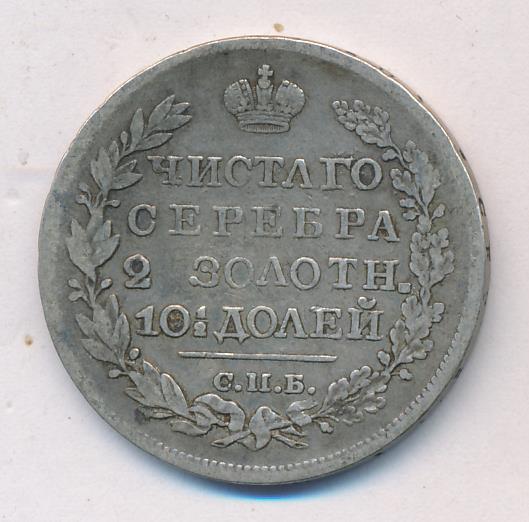 ЧИСТАГО
СЕРЕБРА
2 ЗОЛОТН.
10½ ДОЛЕЙ
С.П.Б.